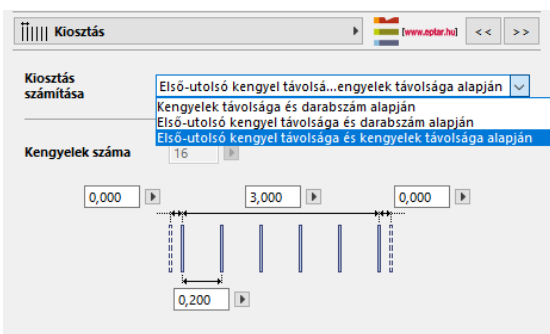 Kiosztás
[www.eptar.hu]
<< >>
Kiosztás
számítása
Első-utolsó kengyel távolsá...engyelek távolsága alapján
Kengyelek távolsága és darabszám alapján
Első-utolsó kengyel távolsága és darabszám alapján
Első-utolsó kengyel távolsága és kengyelek távolsága alapján
Kengyelek száma 16
0,000 3,000 0,000
0,200